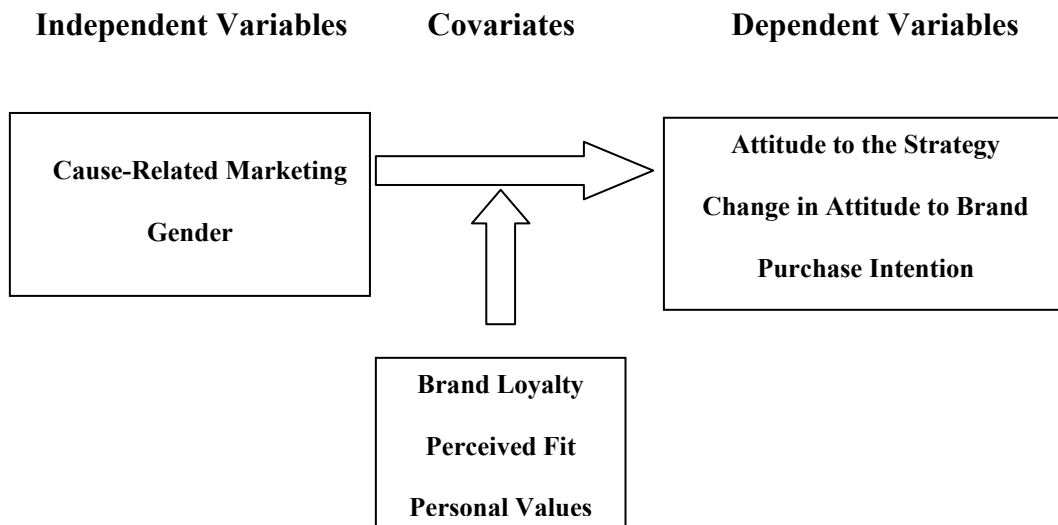 Independent Variables
Covariates
Dependent Variables
Cause-Related Marketing
Gender
Attitude to the Strategy
Change in Attitude to Brand
Purchase Intention
Brand Loyalty
Perceived Fit
Personal Values